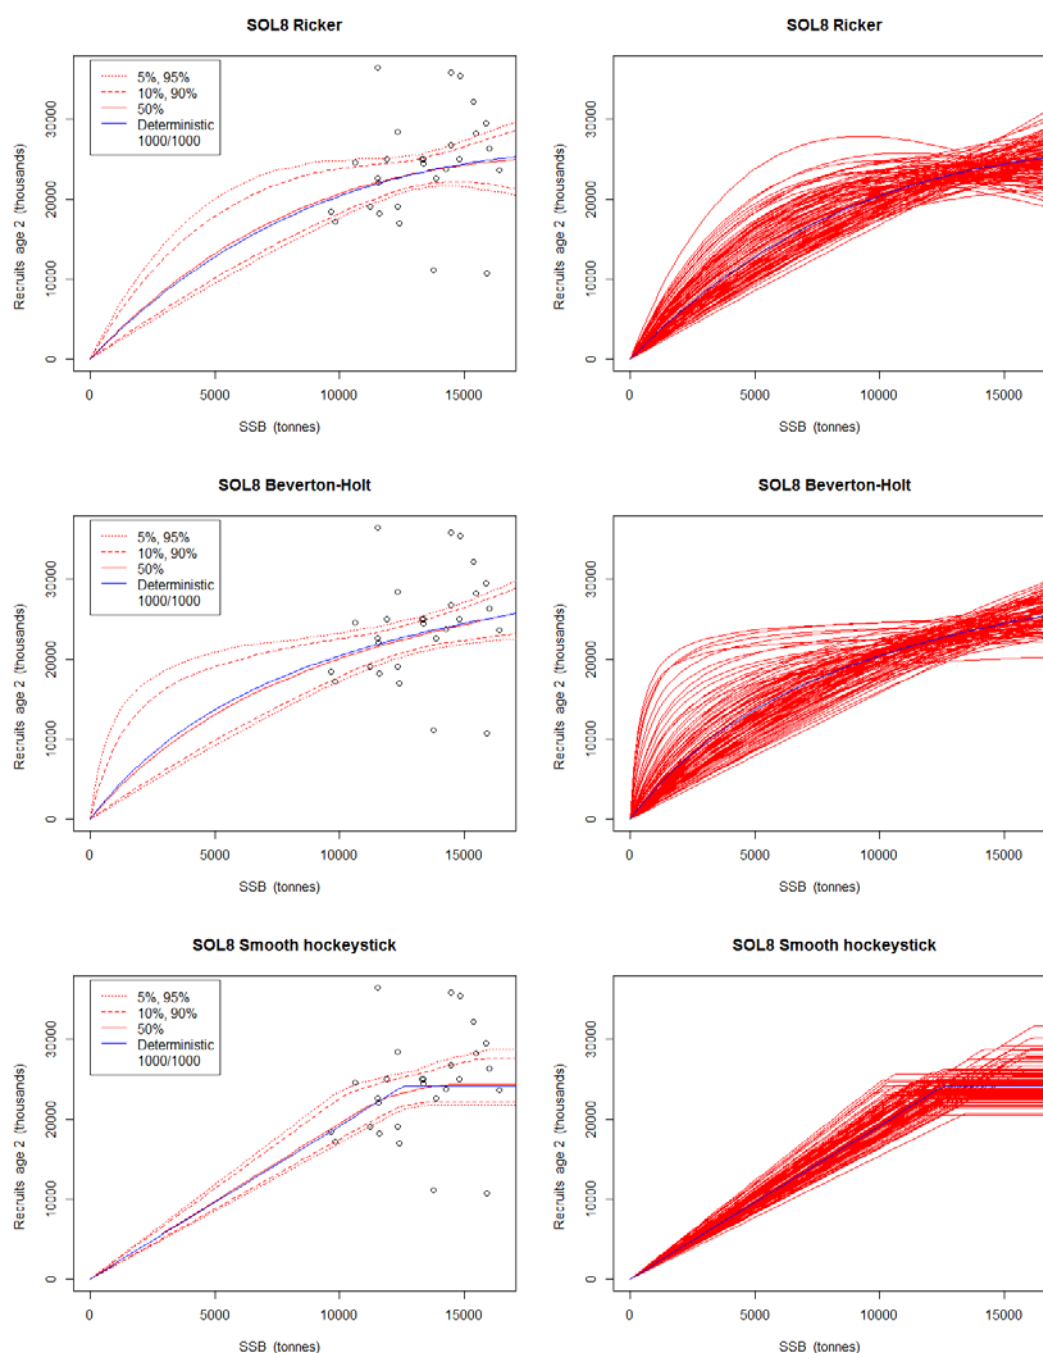 SOL8 Ricker
5%, 95%
10%, 90%
50%
Deterministic
1000/1000
Recruits age 2 (thousands)
0
10000
20000
30000
0
5000
10000
15000
SSB (tonnes)
SOL8 Ricker
Recruits age 2 (thousands)
0
10000
20000
30000
0
5000
10000
15000
SSB (tonnes)
SOL8 Beverton-Holt
5%, 95%
10%, 90%
50%
Deterministic
1000/1000
Recruits age 2 (thousands)
0
10000
20000
30000
0
5000
10000
15000
SSB (tonnes)
SOL8 Beverton-Holt
Recruits age 2 (thousands)
0
10000
20000
30000
0
5000
10000
15000
SSB (tonnes)
SOL8 Smooth hockeystick
5%, 95%
10%, 90%
50%
Deterministic
1000/1000
Recruits age 2 (thousands)
0
10000
20000
30000
0
5000
10000
15000
SSB (tonnes)
SOL8 Smooth hockeystick
Recruits age 2 (thousands)
0
10000
20000
30000
0
5000
10000
15000
SSB (tonnes)